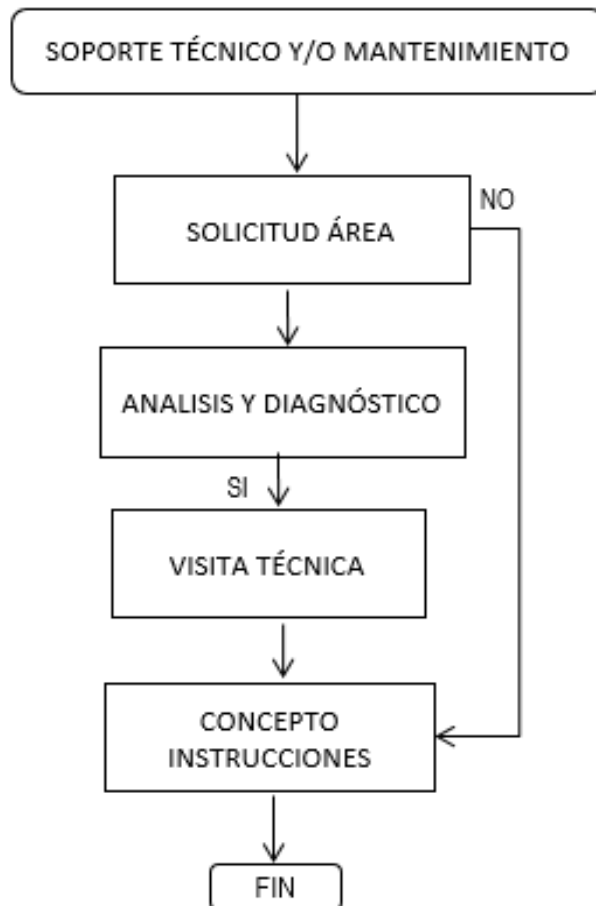 SOPORTE TÉCNICO Y/O MANTENIMIENTO
NO
SOLICITUD ÁREA
ANALISIS Y DIAGNÓSTICO
SI
VISITA TÉCNICA
CONCEPTO
INSTRUCCIONES
FIN